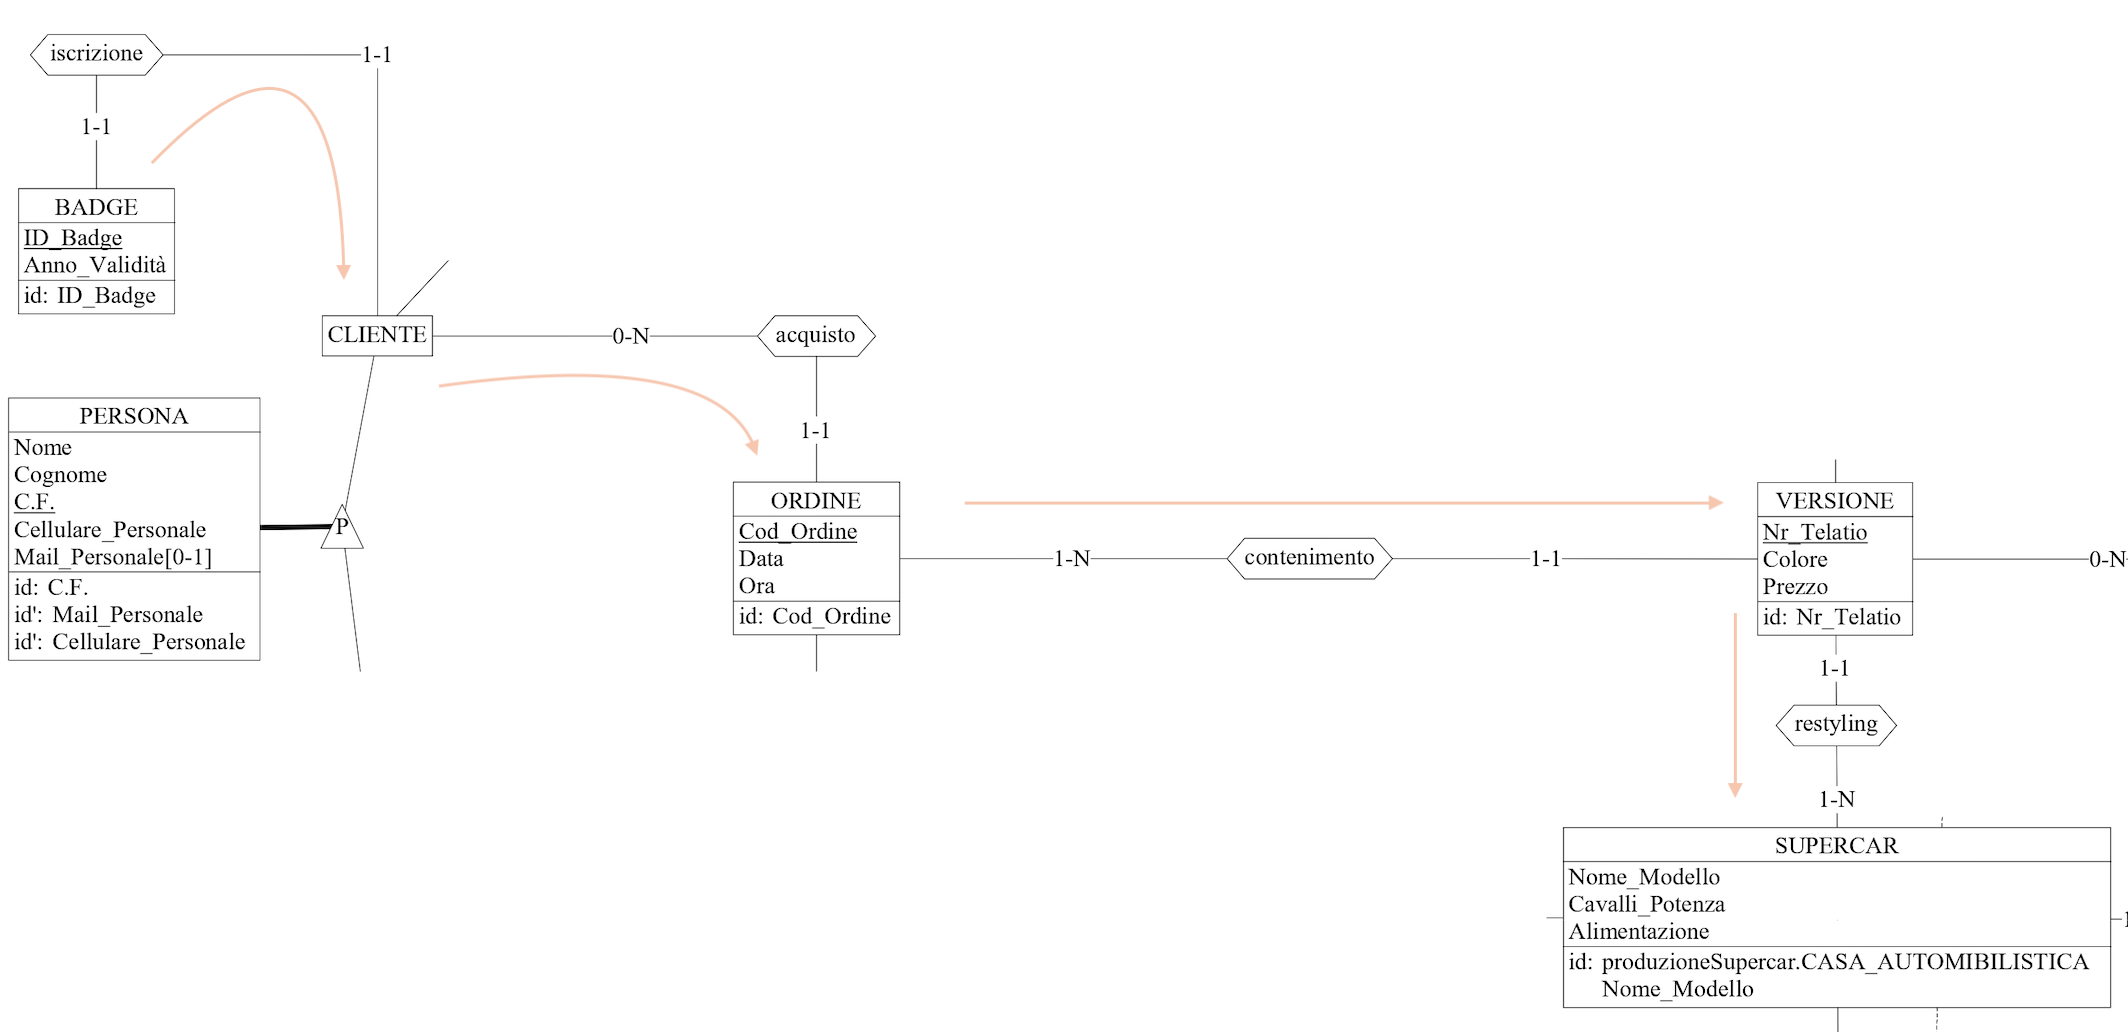 iscrizione
1-1
1-1
BADGE
ID_Badge
Anno_Validità
id: ID_Badge
CLIENTE
0-N
acquisto
1-1
PERSONA
Nome
Cognome
C.F.
Cellulare_Personale
Mail_Personale[0-1]
id: C.F.
id': Mail_Personale
id': Cellulare_Personale
P
ORDINE
Cod_Ordine
Data
Ora
id: Cod_Ordine
1-N
contenimento
1-1
VERSIONE
Nr_Telatio
Colore
Prezzo
id: Nr_Telatio
0-N
1-1
restyling
1-N
SUPERCAR
Nome_Modello
Cavalli_Potenza
Alimentazione
id: produzioneSupercar.CASA_AUTOMIBILISTICA
Nome_Modello